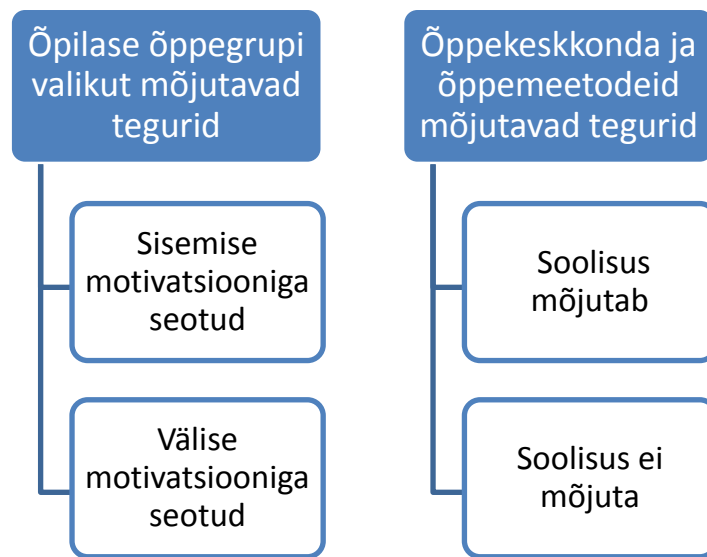 Õpilase õppegrupi
valikut mõjutavad
tegurid
Sisemise
motivatsiooniga
seotud
Välise
motivatsiooniga
seotud
Õppekeskkonda ja
õppemeetodeid
mõjutavad tegurid
Soolisus
mõjutab
Soolisus ei
mõjuta